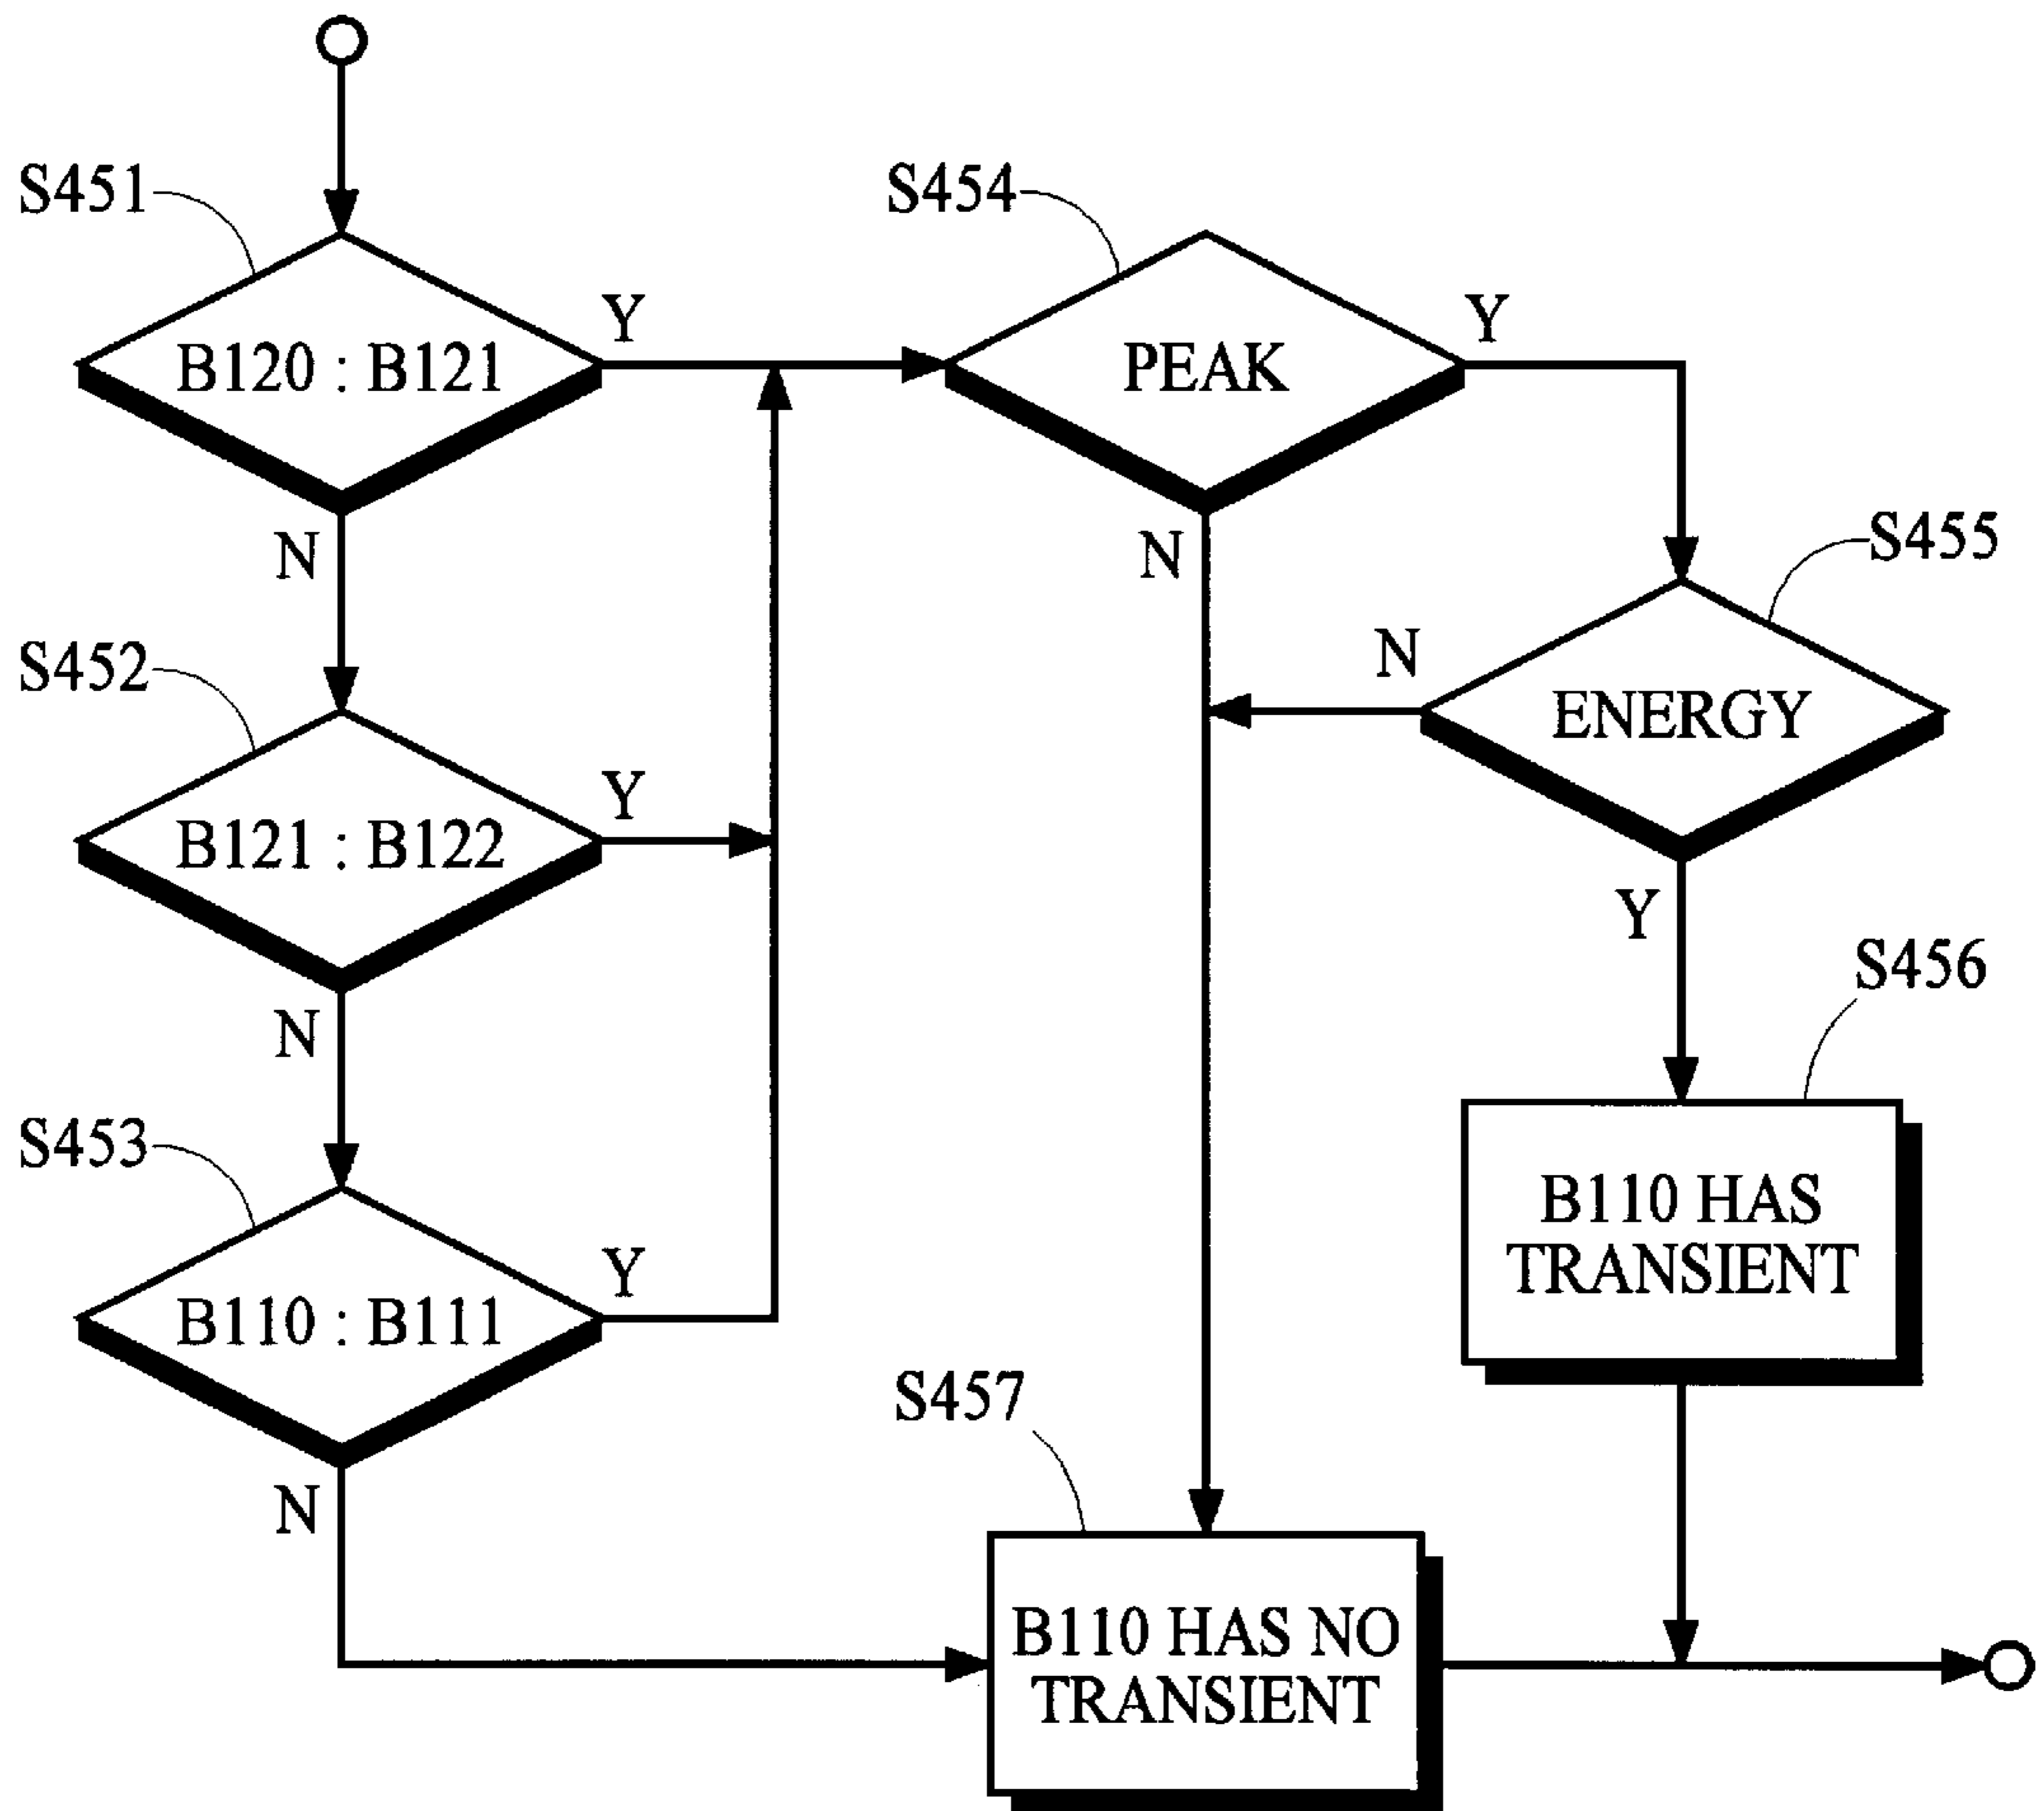 S451
B120 : B121
Y
N
S452
B121 : B122
Y
N
S453
B110 : B111
Y
N
S454
PEAK
Y
N
S455
ENERGY
N
Y
S456
B110 HAS
TRANSIENT
S457
B110 HAS NO
TRANSIENT